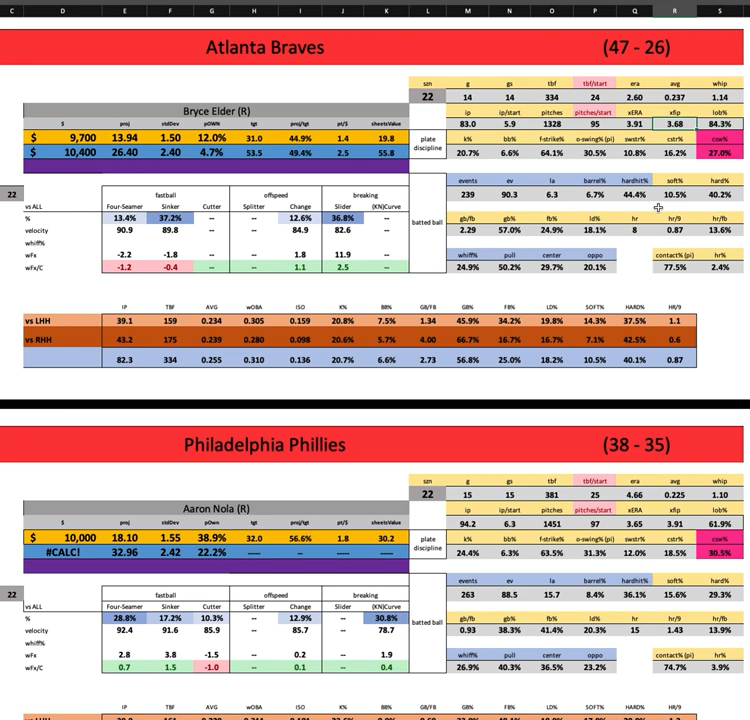 C D E F G H I J K L M N O P Q R S
Atlanta Braves (47 - 26)
szn g gs tbf tbf/start era avg whip
22 14 14 334 24 2.60 0.237 1.14
Bryce Elder (R) ip ip/start pitches pitches/start xERA xfip lob%
$ proj stdDev pOWN tgt proj/tgt pt/$ sheetsValue 83.0 5.9 1328 95 3.91 3.68 84.3%
$ 9,700 13.94 1.50 12.0% 31.0 44.9% 1.4 19.8 plate discipline k% bb% f-strike% o-swing% (pi) swstr% cstr% csw%
$ 10,400 26.40 2.40 4.7% 53.5 49.4% 2.5 55.8 20.7% 6.6% 64.1% 30.5% 10.8% 16.2% 27.0%
events ev la barrel% hardhit% soft% hard%
22 fastball offspeed breaking 239 90.3 6.3 6.7% 44.4% 10.5% 40.2%
vs ALL Four-Seamer Sinker Cutter Splitter Change Slider (KN)Curve
% 13.4% 37.2% -- -- 12.6% 36.8% -- batted ball gb/fb gb% fb% ld% hr hr/9 hr/fb
velocity 90.9 89.8 -- -- 84.9 82.6 -- 2.29 57.0% 24.9% 18.1% 8 0.87 13.6%
whiff%
wFx -2.2 -1.8 -- -- 1.8 11.9 -- whiff% pull center oppo contact% (pi) hr%
wFx/C -1.2 -0.4 -- -- 1.1 2.5 -- 24.9% 50.2% 29.7% 20.1% 77.5% 2.4%
IP TBF AVG wOBA ISO K% BB% GB/FB GB% FB% LD% SOFT% HARD% HR/9
vs LHH 39.1 159 0.234 0.305 0.159 20.8% 7.5% 1.34 45.9% 34.2% 19.8% 14.3% 37.5% 1.1
vs RHH 43.2 175 0.239 0.280 0.098 20.6% 5.7% 4.00 66.7% 16.7% 16.7% 7.1% 42.5% 0.6
82.3 334 0.255 0.310 0.136 20.7% 6.6% 2.73 56.8% 25.0% 18.2% 10.5% 40.1% 0.87
Philadelphia Phillies (38 - 35)
szn g gs tbf tbf/start era avg whip
22 15 15 381 25 4.66 0.225 1.10
Aaron Nola (R) ip ip/start pitches pitches/start xERA xfip lob%
$ proj stdDev pOwn tgt proj/tgt pt/$ sheetsValue 94.2 6.3 1451 97 3.65 3.91 61.9%
$ 10,000 18.10 1.55 38.9% 32.0 56.6% 1.8 30.2 plate discipline k% bb% f-strike% o-swing% (pi) swstr% cstr% csw%
#CALC! 32.96 2.42 22.2% ----- ----- -- ----- 24.4% 6.3% 63.5% 31.3% 12.0% 18.5% 30.5%
events ev la barrel% hardhit% soft% hard%
22 fastball offspeed breaking 263 88.5 15.7 8.4% 36.1% 15.6% 29.3%
vs ALL Four-Seamer Sinker Cutter Splitter Change Slider (KN)Curve
% 28.8% 17.2% 10.3% -- 12.9% -- 30.8% batted ball gb/fb gb% fb% ld% hr hr/9 hr/fb
velocity 92.4 91.6 85.9 -- 85.7 -- 78.7 0.93 38.3% 41.4% 20.3% 15 1.43 13.9%
whiff%
wFx 2.8 3.8 -1.5 -- 0.2 -- 1.9 whiff% pull center oppo contact% (pi) hr%
wFx/C 0.7 1.5 -1.0 -- 0.1 -- 0.4 26.9% 40.3% 36.5% 23.2% 74.7% 3.9%
IP TBF AVG wOBA ISO K% BB% GB/FB GB% FB% LD% SOFT% HARD% HR/9